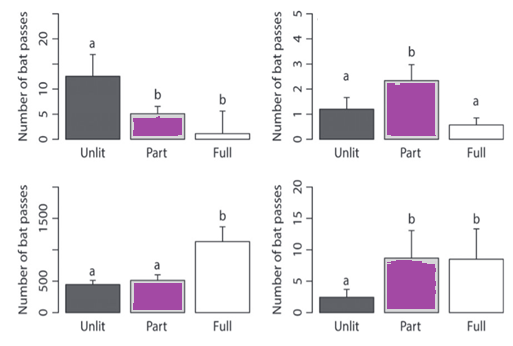 Number of bat passes
20
10
5
0
a
b
b
Unlit Part Full
Number of bat passes
5
4
3
2
1
0
a
b
a
Unlit Part Full
Number of bat passes
1500
500
0
a
a
b
Unlit Part Full
Number of bat passes
20
15
10
5
0
a
b
b
Unlit Part Full